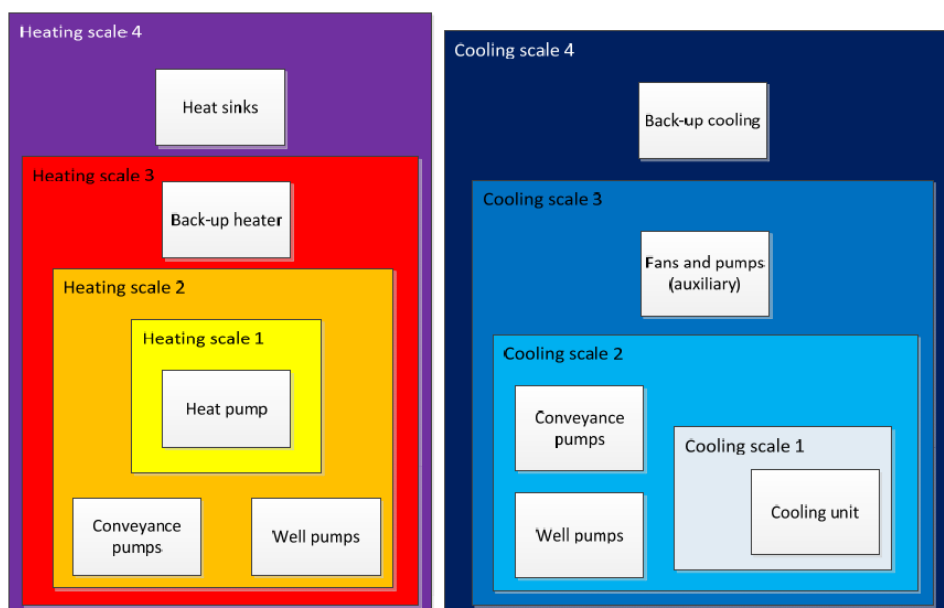 Heating scale 4
Heat sinks
Heating scale 3
Back-up heater
Heating scale 2
Heating scale 1
Heat pump
Conveyance
pumps
Well pumps
Cooling scale 4
Back-up cooling
Cooling scale 3
Fans and pumps
(auxiliary)
Cooling scale 2
Conveyance
pumps
Cooling scale 1
Cooling unit
Well pumps